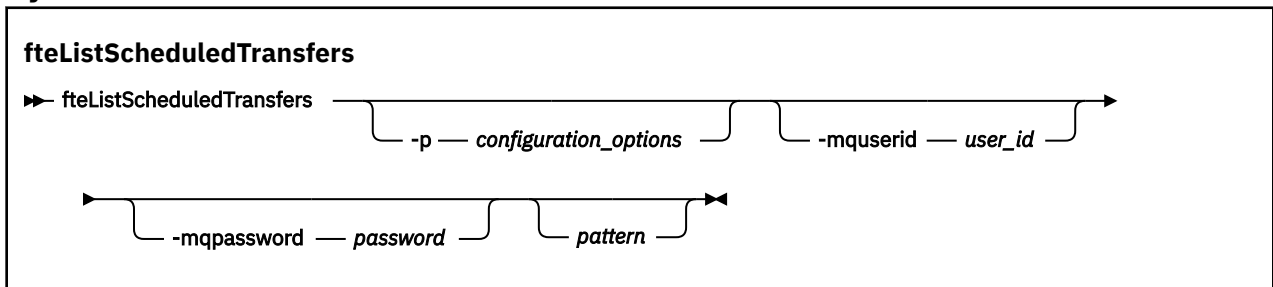 fteListScheduledTransfers
fteListScheduledTransfers
-p configuration_options -mquserid user_id
-mqpassword password pattern